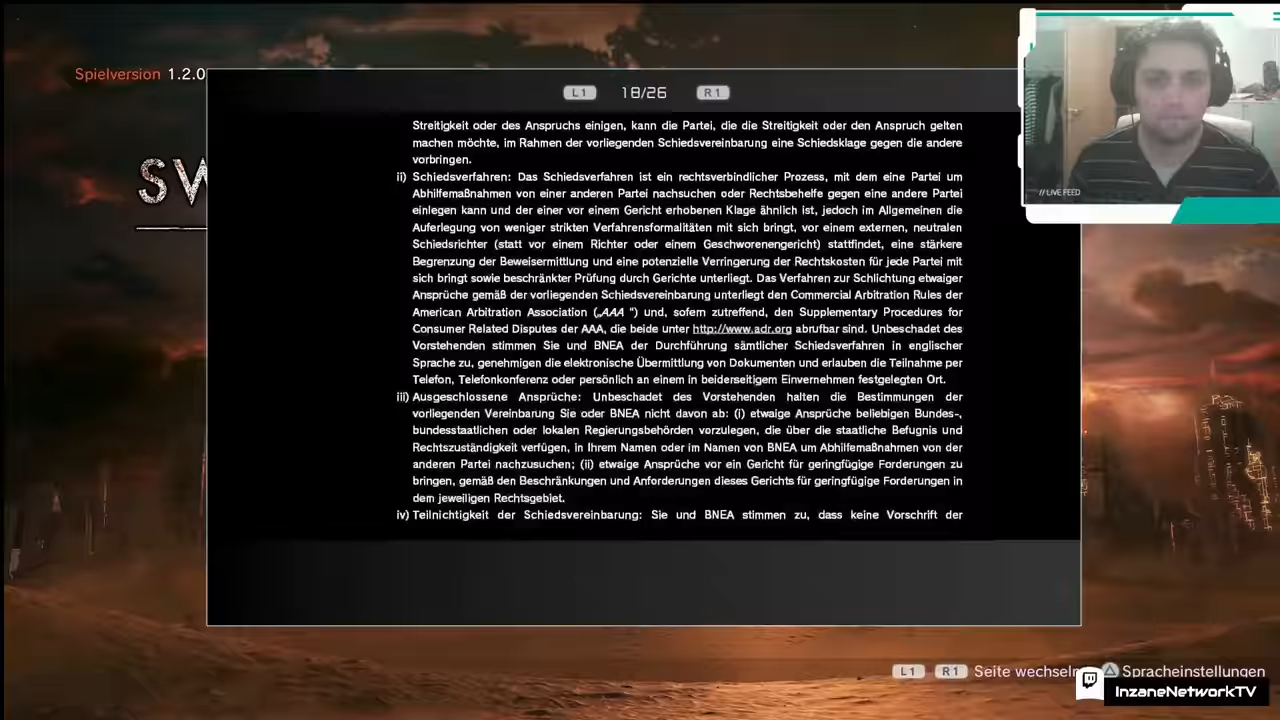 Spielversion 1.2.0
L1 18/26 R1
Streitigkeit oder des Anspruchs einigen, kann die Partei, die die Streitigkeit oder den Anspruch gelten
machen möchte, im Rahmen der vorliegenden Schiedsvereinbarung eine Schiedsklage gegen die andere
vorbringen.
ii) Schiedsverfahren: Das Schiedsverfahren ist ein rechtsverbindlicher Prozess, mit dem eine Partei um
Abhilfemaßnahmen von einer anderen Partei nachsuchen oder Rechtsbehelfe gegen eine andere Partei
einlegen kann und der einer vor einem Gericht erhobenen Klage ähnlich ist, jedoch im Allgemeinen die
Auferlegung von weniger strikten Verfahrensformalitäten mit sich bringt, vor einem externen, neutralen
Schiedsrichter (statt vor einem Richter oder einem Geschworenengericht) stattfindet, eine stärkere
Begrenzung der Beweisermittlung und eine potenzielle Verringerung der Rechtskosten für jede Partei mit
sich bringt sowie beschränkter Prüfung durch Gerichte unterliegt. Das Verfahren zur Schlichtung etwaiger
Ansprüche gemäß der vorliegenden Schiedsvereinbarung unterliegt den Commercial Arbitration Rules der
American Arbitration Association („AAA “) und, sofern zutreffend, den Supplementary Procedures for
Consumer Related Disputes der AAA, die beide unter http://www.adr.org abrufbar sind. Unbeschadet des
Vorstehenden stimmen Sie und BNEA der Durchführung sämtlicher Schiedsverfahren in englischer
Sprache zu, genehmigen die elektronische Übermittlung von Dokumenten und erlauben die Teilnahme per
Telefon, Telefonkonferenz oder persönlich an einem in beiderseitigem Einvernehmen festgelegten Ort.
iii) Ausgeschlossene Ansprüche: Unbeschadet des Vorstehenden halten die Bestimmungen der
vorliegenden Vereinbarung Sie oder BNEA nicht davon ab: (i) etwaige Ansprüche beliebigen Bundes-,
bundesstaatlichen oder lokalen Regierungsbehörden vorzulegen, die über die staatliche Befugnis und
Rechtszuständigkeit verfügen, in Ihrem Namen oder im Namen von BNEA um Abhilfemaßnahmen von der
anderen Partei nachzusuchen; (ii) etwaige Ansprüche vor ein Gericht für geringfügige Forderungen zu
bringen, gemäß den Beschränkungen und Anforderungen dieses Gerichts für geringfügige Forderungen in
dem jeweiligen Rechtsgebiet.
iv) Teilnichtigkeit der Schiedsvereinbarung: Sie und BNEA stimmen zu, dass keine Vorschrift der
SW
// LIVE FEED
L1 R1 Seite wechseln Spracheinstellungen
InzaneNetworkTV